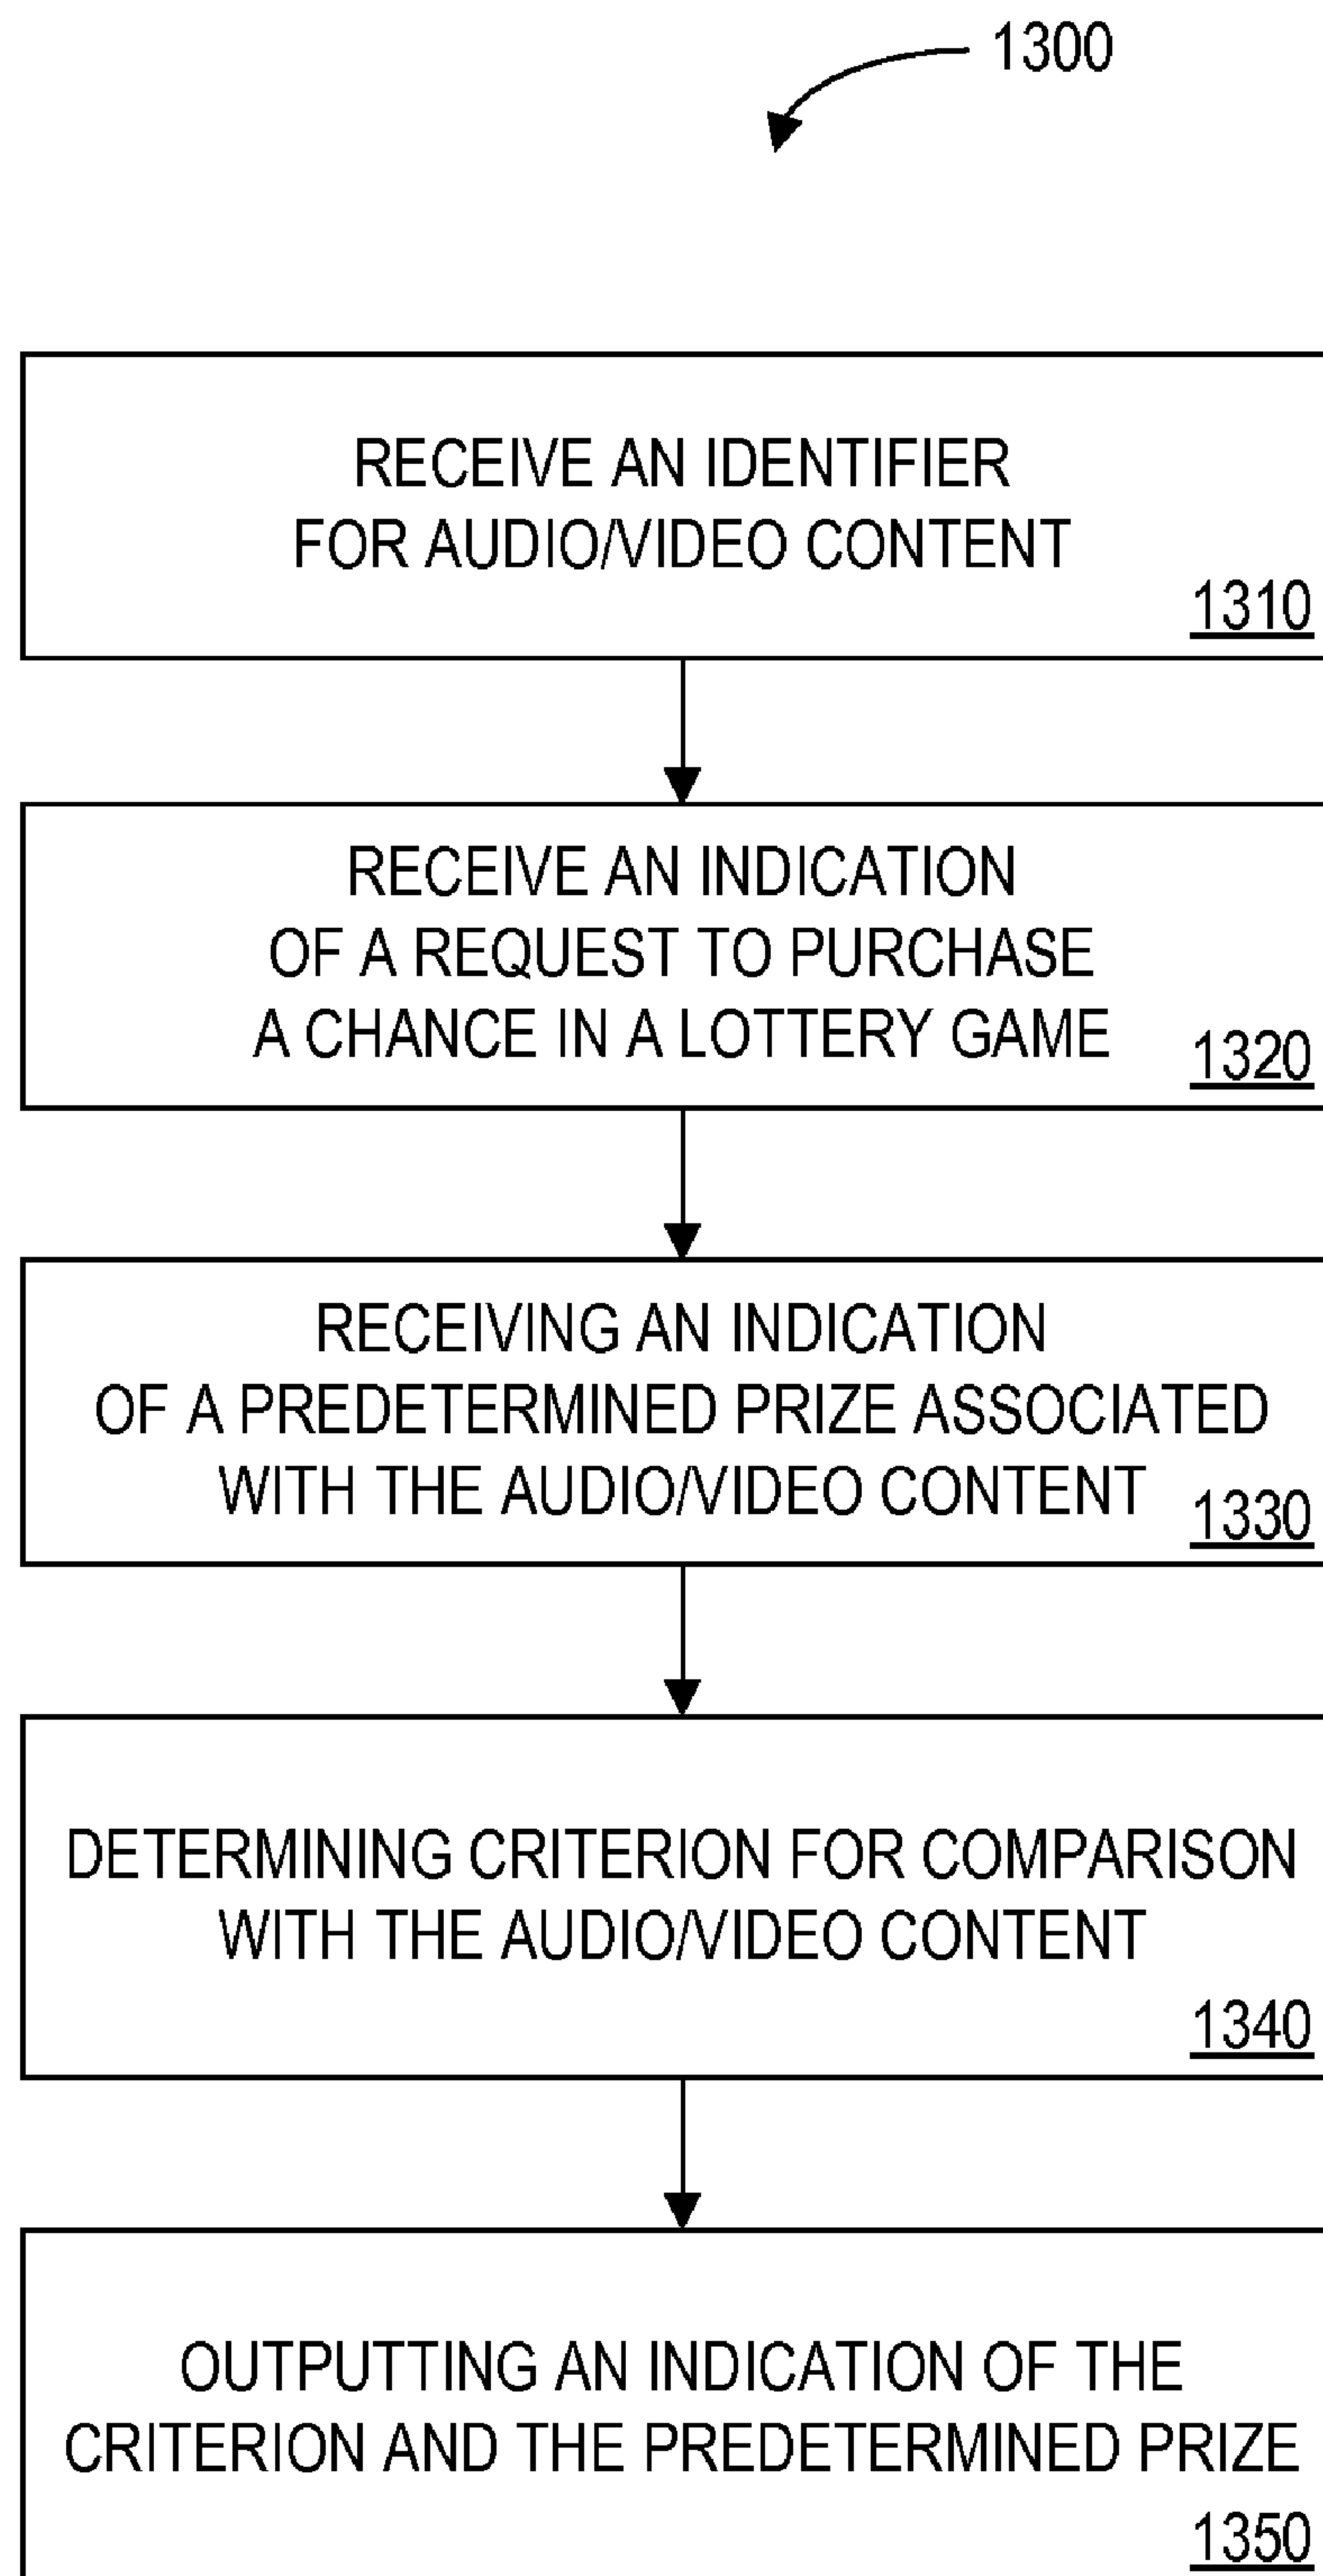 1300
RECEIVE AN IDENTIFIER
FOR AUDIO/VIDEO CONTENT
1310
RECEIVE AN INDICATION
OF A REQUEST TO PURCHASE
A CHANCE IN A LOTTERY GAME
1320
RECEIVING AN INDICATION
OF A PREDETERMINED PRIZE ASSOCIATED
WITH THE AUDIO/VIDEO CONTENT
1330
DETERMINING CRITERION FOR COMPARISON
WITH THE AUDIO/VIDEO CONTENT
1340
OUTPUTTING AN INDICATION OF THE
CRITERION AND THE PREDETERMINED PRIZE
1350